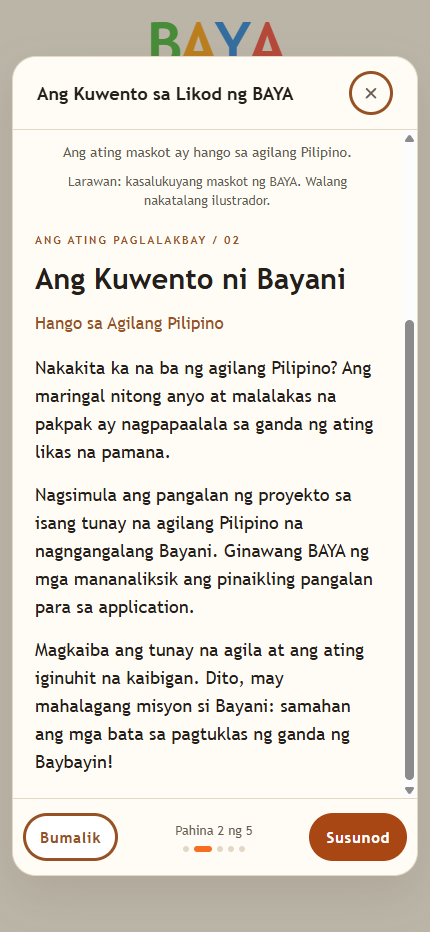 BAYA
Ang Kuwento sa Likod ng BAYA
Ang ating maskot ay hango sa agilang Pilipino.
Larawan: kasalukuyang maskot ng BAYA. Walang
nakatalang ilustrador.
ANG ATING PAGLALAKBAY / 02
Ang Kuwento ni Bayani
Hango sa Agilang Pilipino
Nakakita ka na ba ng agilang Pilipino? Ang
maringal nitong anyo at malalakas na
pakpak ay nagpapaalala sa ganda ng ating
likas na pamana.
Nagsimula ang pangalan ng proyekto sa
isang tunay na agilang Pilipino na
nagngangalang Bayani. Ginawang BAYA ng
mga mananaliksik ang pinaikling pangalan
para sa application.
Magkaiba ang tunay na agila at ang ating
iginuhit na kaibigan. Dito, may
mahalagang misyon si Bayani: samahan
ang mga bata sa pagtuklas ng ganda ng
Baybayin!
Bumalik
Pahina 2 ng 5
Susunod